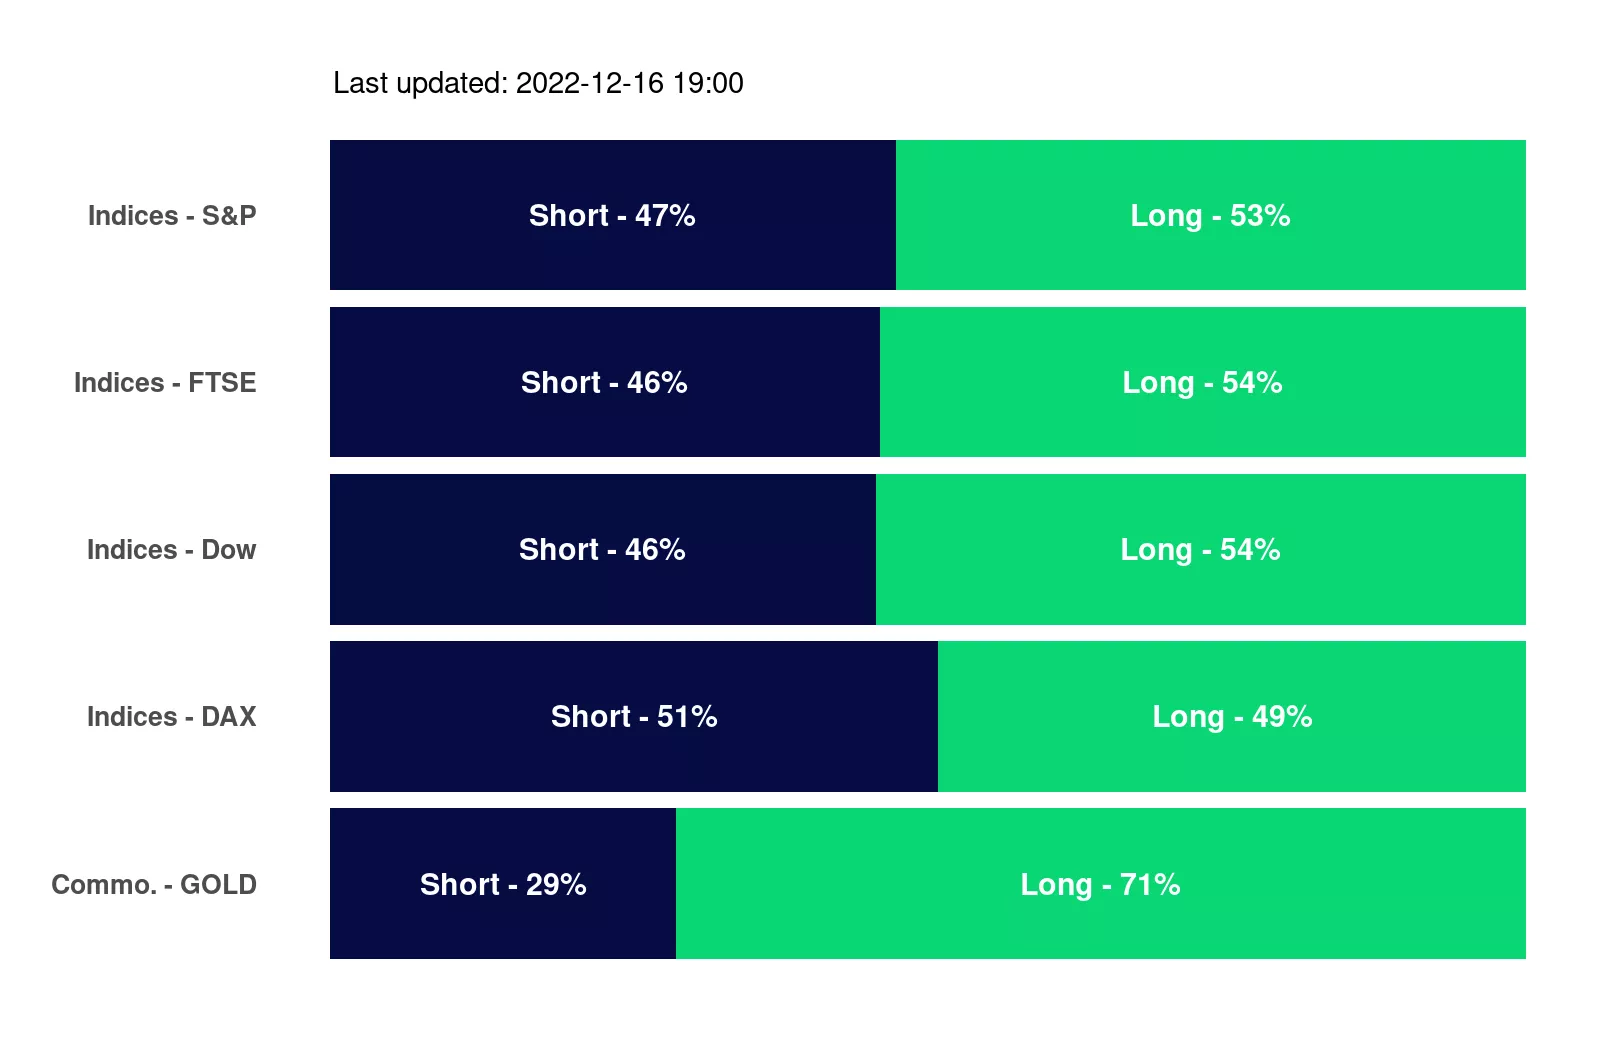 Last updated: 2022-12-16 19:00
Indices - S&P Short - 47% Long - 53%
Indices - FTSE Short - 46% Long - 54%
Indices - Dow Short - 46% Long - 54%
Indices - DAX Short - 51% Long - 49%
Commo. - GOLD Short - 29% Long - 71%